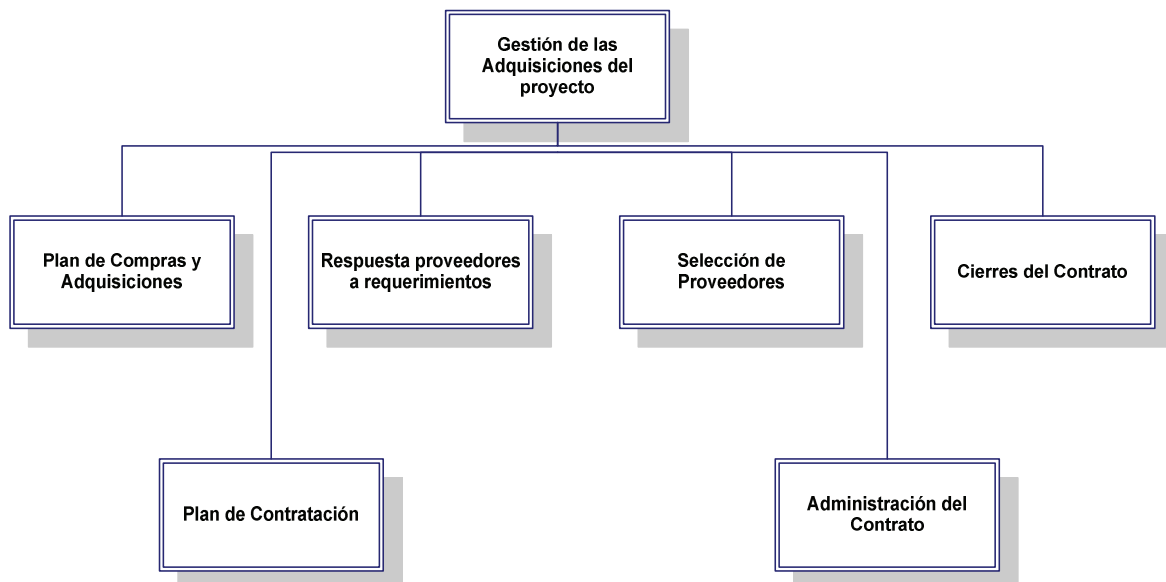 Gestión de las
Adquisiciones del
proyecto
Plan de Compras y
Adquisiciones
Respuesta proveedores
a requerimientos
Selección de
Proveedores
Cierres del Contrato
Plan de Contratación
Administración del
Contrato